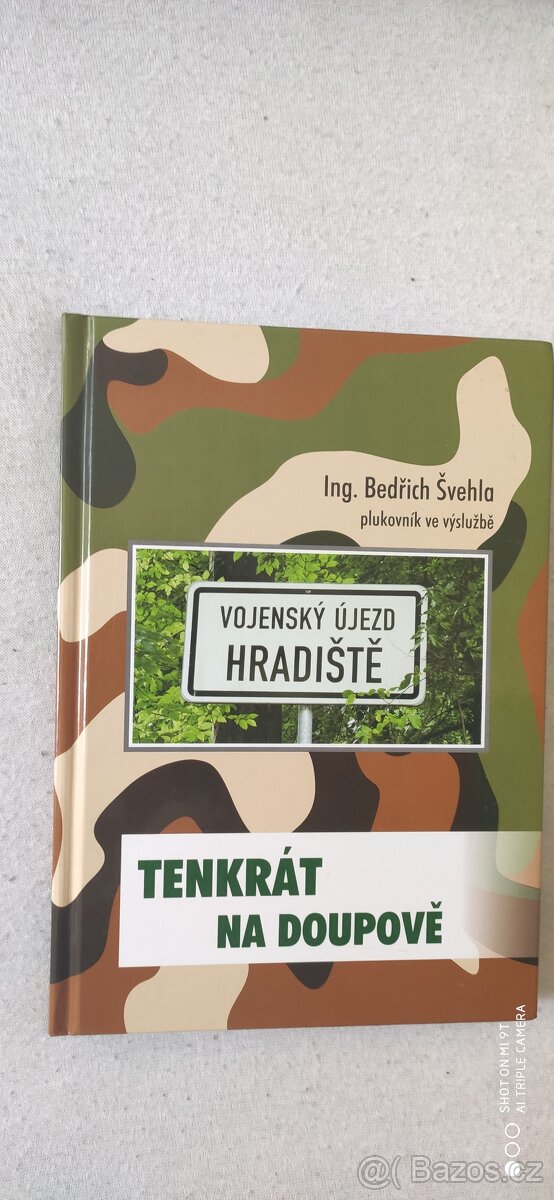 Ing. Bedřich Švehla
plukovník ve výslužbě
VOJENSKÝ ÚJEZD
HRADIŠTĚ
TENKRÁT
NA DOUPOVĚ
SHOT ON MI 9T
AI TRIPLE CAMERA
@( Bazos.cz